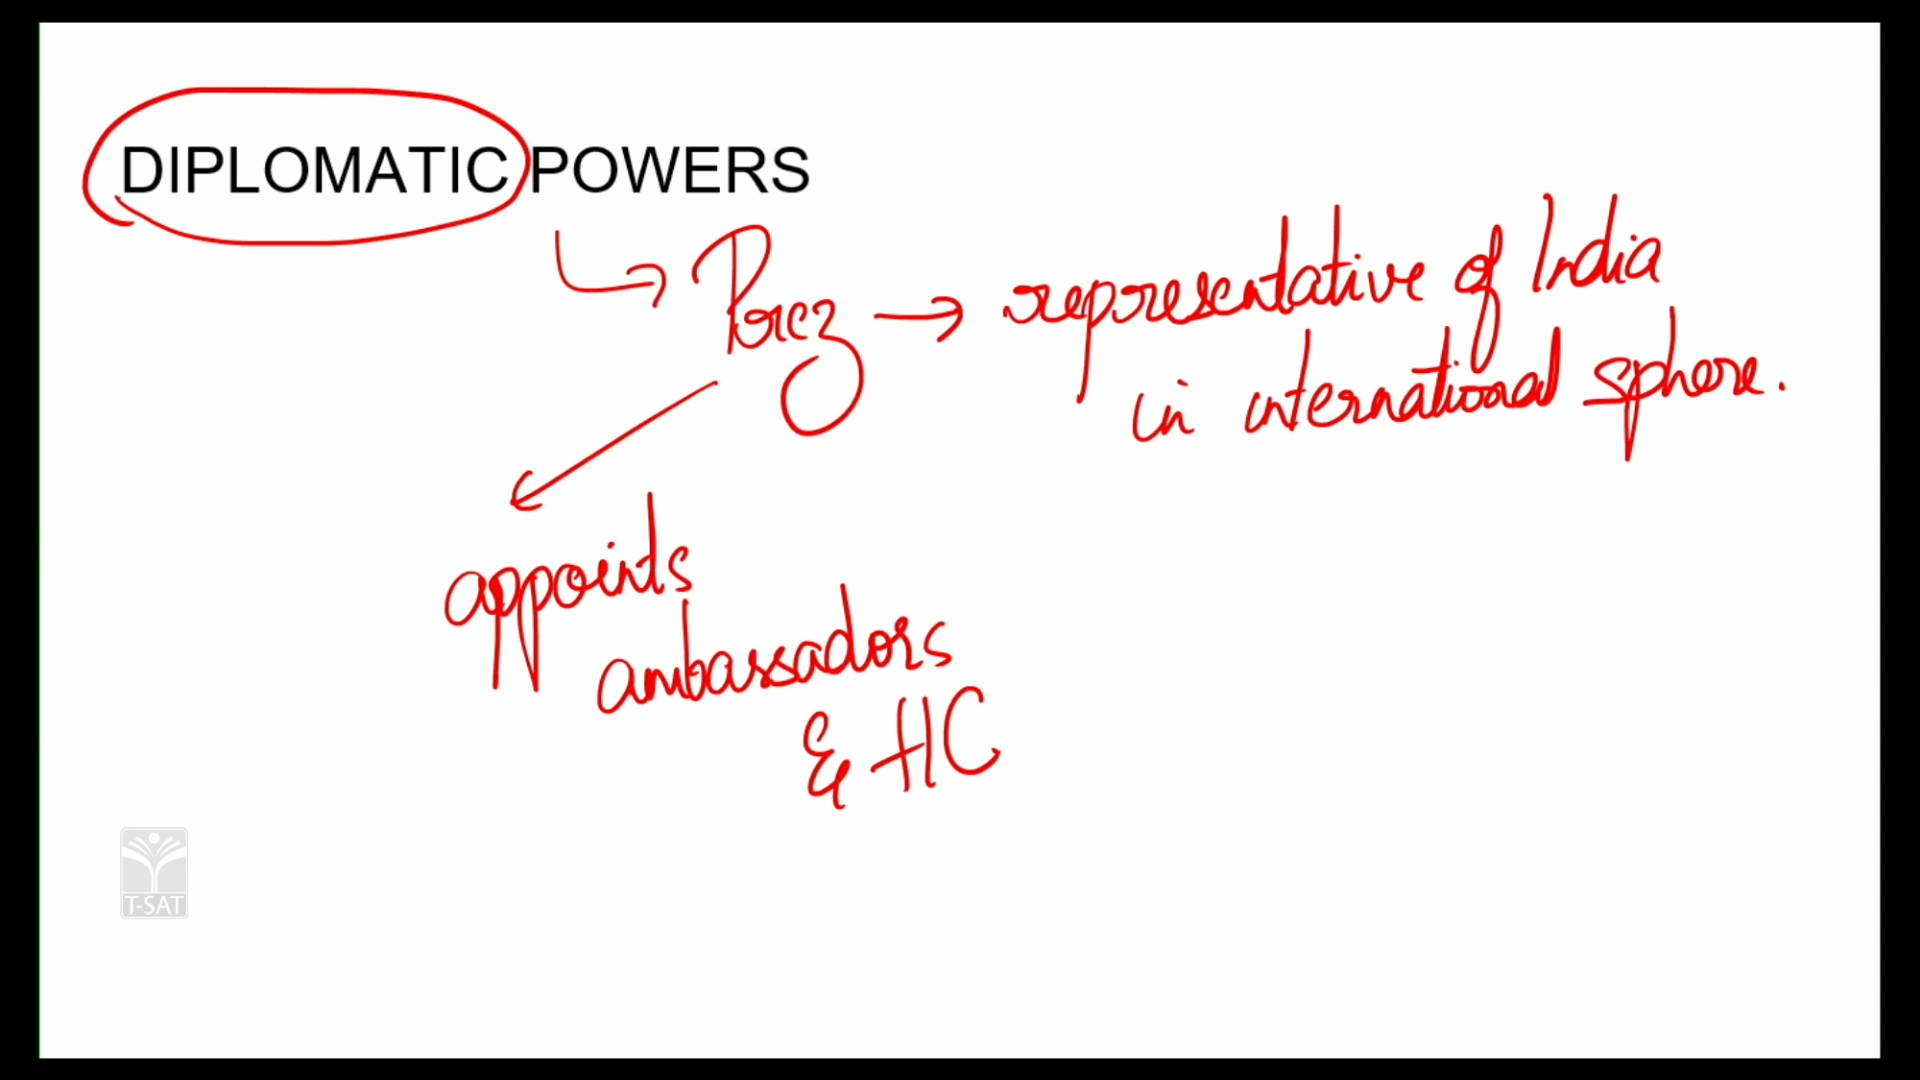 DIPLOMATIC POWERS
Prez → representative of India
in international sphere.
appoints
ambassadors
& HC
T-SAT